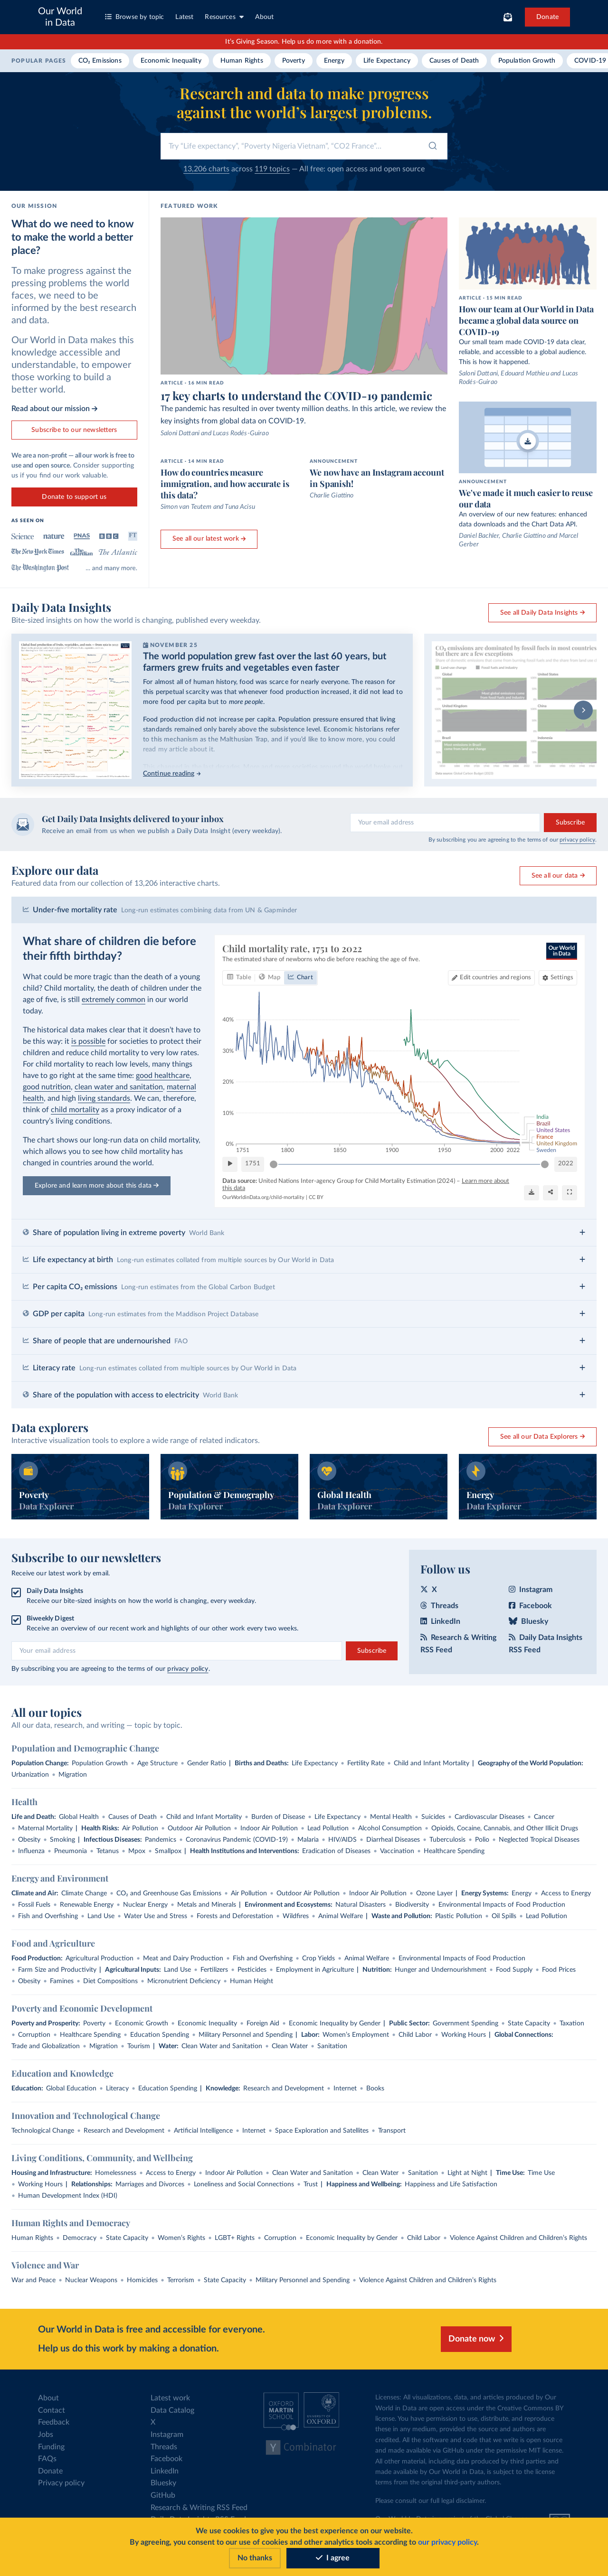 Our World
in Data
Browse by topic
Latest
Resources
About
Donate
It's Giving Season. Help us do more with a donation.
POPULAR PAGES
CO₂ Emissions
Economic Inequality
Human Rights
Poverty
Energy
Life Expectancy
Causes of Death
Population Growth
COVID-19
Research and data to make progress
against the world's largest problems.
Try "Life expectancy", "Poverty Nigeria Vietnam", "CO2 France"...
13,206 charts across 119 topics — All free: open access and open source
OUR MISSION
What do we need to know
to make the world a better
place?
To make progress against the
pressing problems the world
faces, we need to be
informed by the best research
and data.
Our World in Data makes this
knowledge accessible and
understandable, to empower
those working to build a
better world.
Read about our mission →
Subscribe to our newsletters
We are a non-profit — all our work is free to
use and open source. Consider supporting
us if you find our work valuable.
Donate to support us
AS SEEN ON
Science nature PNAS BBC FT
The New York Times The Guardian The Atlantic
The Washington Post ... and many more.
FEATURED WORK
ARTICLE · 16 MIN READ
17 key charts to understand the COVID-19 pandemic
The pandemic has resulted in over twenty million deaths. In this article, we review the
key insights from global data on COVID-19.
Saloni Dattani and Lucas Rodés-Guirao
ARTICLE · 14 MIN READ
How do countries measure
immigration, and how accurate is
this data?
Simon van Teutem and Tuna Acisu
ANNOUNCEMENT
We now have an Instagram account
in Spanish!
Charlie Giattino
See all our latest work →
ARTICLE · 15 MIN READ
How our team at Our World in Data
became a global data source on
COVID-19
Our small team made COVID-19 data clear,
reliable, and accessible to a global audience.
This is how it happened.
Saloni Dattani, Edouard Mathieu and Lucas
Rodés-Guirao
ANNOUNCEMENT
We've made it much easier to reuse
our data
An overview of our new features: enhanced
data downloads and the Chart Data API.
Daniel Bachler, Charlie Giattino and Marcel
Gerber
Daily Data Insights
Bite-sized insights on how the world is changing, published every weekday.
See all Daily Data Insights →
NOVEMBER 25
The world population grew fast over the last 60 years, but
farmers grew fruits and vegetables even faster
For almost all of human history, food was scarce for nearly everyone. The reason for
this perpetual scarcity was that whenever food production increased, it did not lead to
more food per capita but to more people.
Food production did not increase per capita. Population pressure ensured that living
standards remained only barely above the subsistence level. Economic historians refer
to this mechanism as the Malthusian Trap, and if you'd like to know more, you could
read my article about it.
Continue reading →
CO₂ emissions are dominated by fossil fuels in most countries
but there are a few exceptions
Get Daily Data Insights delivered to your inbox
Receive an email from us when we publish a Daily Data Insight (every weekday).
Your email address
Subscribe
By subscribing you are agreeing to the terms of our privacy policy.
Explore our data
Featured data from our collection of 13,206 interactive charts.
See all our data →
Under-five mortality rate Long-run estimates combining data from UN & Gapminder
What share of children die before
their fifth birthday?
What could be more tragic than the death of a young
child? Child mortality, the death of children under the
age of five, is still extremely common in our world
today.
The historical data makes clear that it doesn't have to
be this way: it is possible for societies to protect their
children and reduce child mortality to very low rates.
For child mortality to reach low levels, many things
have to go right at the same time: good healthcare,
good nutrition, clean water and sanitation, maternal
health, and high living standards. We can, therefore,
think of child mortality as a proxy indicator of a
country's living conditions.
The chart shows our long-run data on child mortality,
which allows you to see how child mortality has
changed in countries around the world.
Explore and learn more about this data →
Child mortality rate, 1751 to 2022
The estimated share of newborns who die before reaching the age of five.
Our World
in Data
Table
Map
Chart
Edit countries and regions
Settings
40%
30%
20%
10%
0%
1751 1800 1850 1900 1950 2000 2022
India
Brazil
United States
France
United Kingdom
Sweden
1751
2022
Data source: United Nations Inter-agency Group for Child Mortality Estimation (2024) – Learn more about
this data
OurWorldinData.org/child-mortality | CC BY
Share of population living in extreme poverty World Bank
Life expectancy at birth Long-run estimates collated from multiple sources by Our World in Data
Per capita CO₂ emissions Long-run estimates from the Global Carbon Budget
GDP per capita Long-run estimates from the Maddison Project Database
Share of people that are undernourished FAO
Literacy rate Long-run estimates collated from multiple sources by Our World in Data
Share of the population with access to electricity World Bank
Data explorers
Interactive visualization tools to explore a wide range of related indicators.
See all our Data Explorers →
Poverty
Data Explorer
Population & Demography
Data Explorer
Global Health
Data Explorer
Energy
Data Explorer
Subscribe to our newsletters
Receive our latest work by email.
Daily Data Insights
Receive our bite-sized insights on how the world is changing, every weekday.
Biweekly Digest
Receive an overview of our recent work and highlights of our other work every two weeks.
Your email address
Subscribe
By subscribing you are agreeing to the terms of our privacy policy.
Follow us
X
Instagram
Threads
Facebook
LinkedIn
Bluesky
Research & Writing
RSS Feed
Daily Data Insights
RSS Feed
All our topics
All our data, research, and writing — topic by topic.
Population and Demographic Change
Population Change: Population Growth • Age Structure • Gender Ratio | Births and Deaths: Life Expectancy • Fertility Rate • Child and Infant Mortality | Geography of the World Population:
Urbanization • Migration
Health
Life and Death: Global Health • Causes of Death • Child and Infant Mortality • Burden of Disease • Life Expectancy • Mental Health • Suicides • Cardiovascular Diseases • Cancer
• Maternal Mortality | Health Risks: Air Pollution • Outdoor Air Pollution • Indoor Air Pollution • Lead Pollution • Alcohol Consumption • Opioids, Cocaine, Cannabis, and Other Illicit Drugs
• Obesity • Smoking | Infectious Diseases: Pandemics • Coronavirus Pandemic (COVID-19) • Malaria • HIV/AIDS • Diarrheal Diseases • Tuberculosis • Polio • Neglected Tropical Diseases
• Influenza • Pneumonia • Tetanus • Mpox • Smallpox | Health Institutions and Interventions: Eradication of Diseases • Vaccination • Healthcare Spending
Energy and Environment
Climate and Air: Climate Change • CO₂ and Greenhouse Gas Emissions • Air Pollution • Outdoor Air Pollution • Indoor Air Pollution • Ozone Layer | Energy Systems: Energy • Access to Energy
• Fossil Fuels • Renewable Energy • Nuclear Energy • Metals and Minerals | Environment and Ecosystems: Natural Disasters • Biodiversity • Environmental Impacts of Food Production
• Fish and Overfishing • Land Use • Water Use and Stress • Forests and Deforestation • Wildfires • Animal Welfare | Waste and Pollution: Plastic Pollution • Oil Spills • Lead Pollution
Food and Agriculture
Food Production: Agricultural Production • Meat and Dairy Production • Fish and Overfishing • Crop Yields • Animal Welfare • Environmental Impacts of Food Production
• Farm Size and Productivity | Agricultural Inputs: Land Use • Fertilizers • Pesticides • Employment in Agriculture | Nutrition: Hunger and Undernourishment • Food Supply • Food Prices
• Obesity • Famines • Diet Compositions • Micronutrient Deficiency • Human Height
Poverty and Economic Development
Poverty and Prosperity: Poverty • Economic Growth • Economic Inequality • Foreign Aid • Economic Inequality by Gender | Public Sector: Government Spending • State Capacity • Taxation
• Corruption • Healthcare Spending • Education Spending • Military Personnel and Spending | Labor: Women's Employment • Child Labor • Working Hours | Global Connections:
Trade and Globalization • Migration • Tourism | Water: Clean Water and Sanitation • Clean Water • Sanitation
Education and Knowledge
Education: Global Education • Literacy • Education Spending | Knowledge: Research and Development • Internet • Books
Innovation and Technological Change
Technological Change • Research and Development • Artificial Intelligence • Internet • Space Exploration and Satellites • Transport
Living Conditions, Community, and Wellbeing
Housing and Infrastructure: Homelessness • Access to Energy • Indoor Air Pollution • Clean Water and Sanitation • Clean Water • Sanitation • Light at Night | Time Use: Time Use
• Working Hours | Relationships: Marriages and Divorces • Loneliness and Social Connections • Trust | Happiness and Wellbeing: Happiness and Life Satisfaction
• Human Development Index (HDI)
Human Rights and Democracy
Human Rights • Democracy • State Capacity • Women's Rights • LGBT+ Rights • Corruption • Economic Inequality by Gender • Child Labor • Violence Against Children and Children's Rights
Violence and War
War and Peace • Nuclear Weapons • Homicides • Terrorism • State Capacity • Military Personnel and Spending • Violence Against Children and Children's Rights
Our World in Data is free and accessible for everyone.
Help us do this work by making a donation.
Donate now
About
Contact
Feedback
Jobs
Funding
FAQs
Donate
Privacy policy
Latest work
Data Catalog
X
Instagram
Threads
Facebook
LinkedIn
Bluesky
GitHub
Research & Writing RSS Feed
OXFORD
MARTIN
SCHOOL
UNIVERSITY OF
OXFORD
Y Combinator
Licenses: All visualizations, data, and articles produced by Our
World in Data are open access under the Creative Commons BY
license. You have permission to use, distribute, and reproduce
these in any medium, provided the source and authors are
credited. All the software and code that we write is open source
and made available via GitHub under the permissive MIT license.
All other material, including data produced by third parties and
made available by Our World in Data, is subject to the license
terms from the original third-party authors.
Please consult our full legal disclaimer.
We use cookies to give you the best experience on our website.
By agreeing, you consent to our use of cookies and other analytics tools according to our privacy policy.
No thanks
I agree